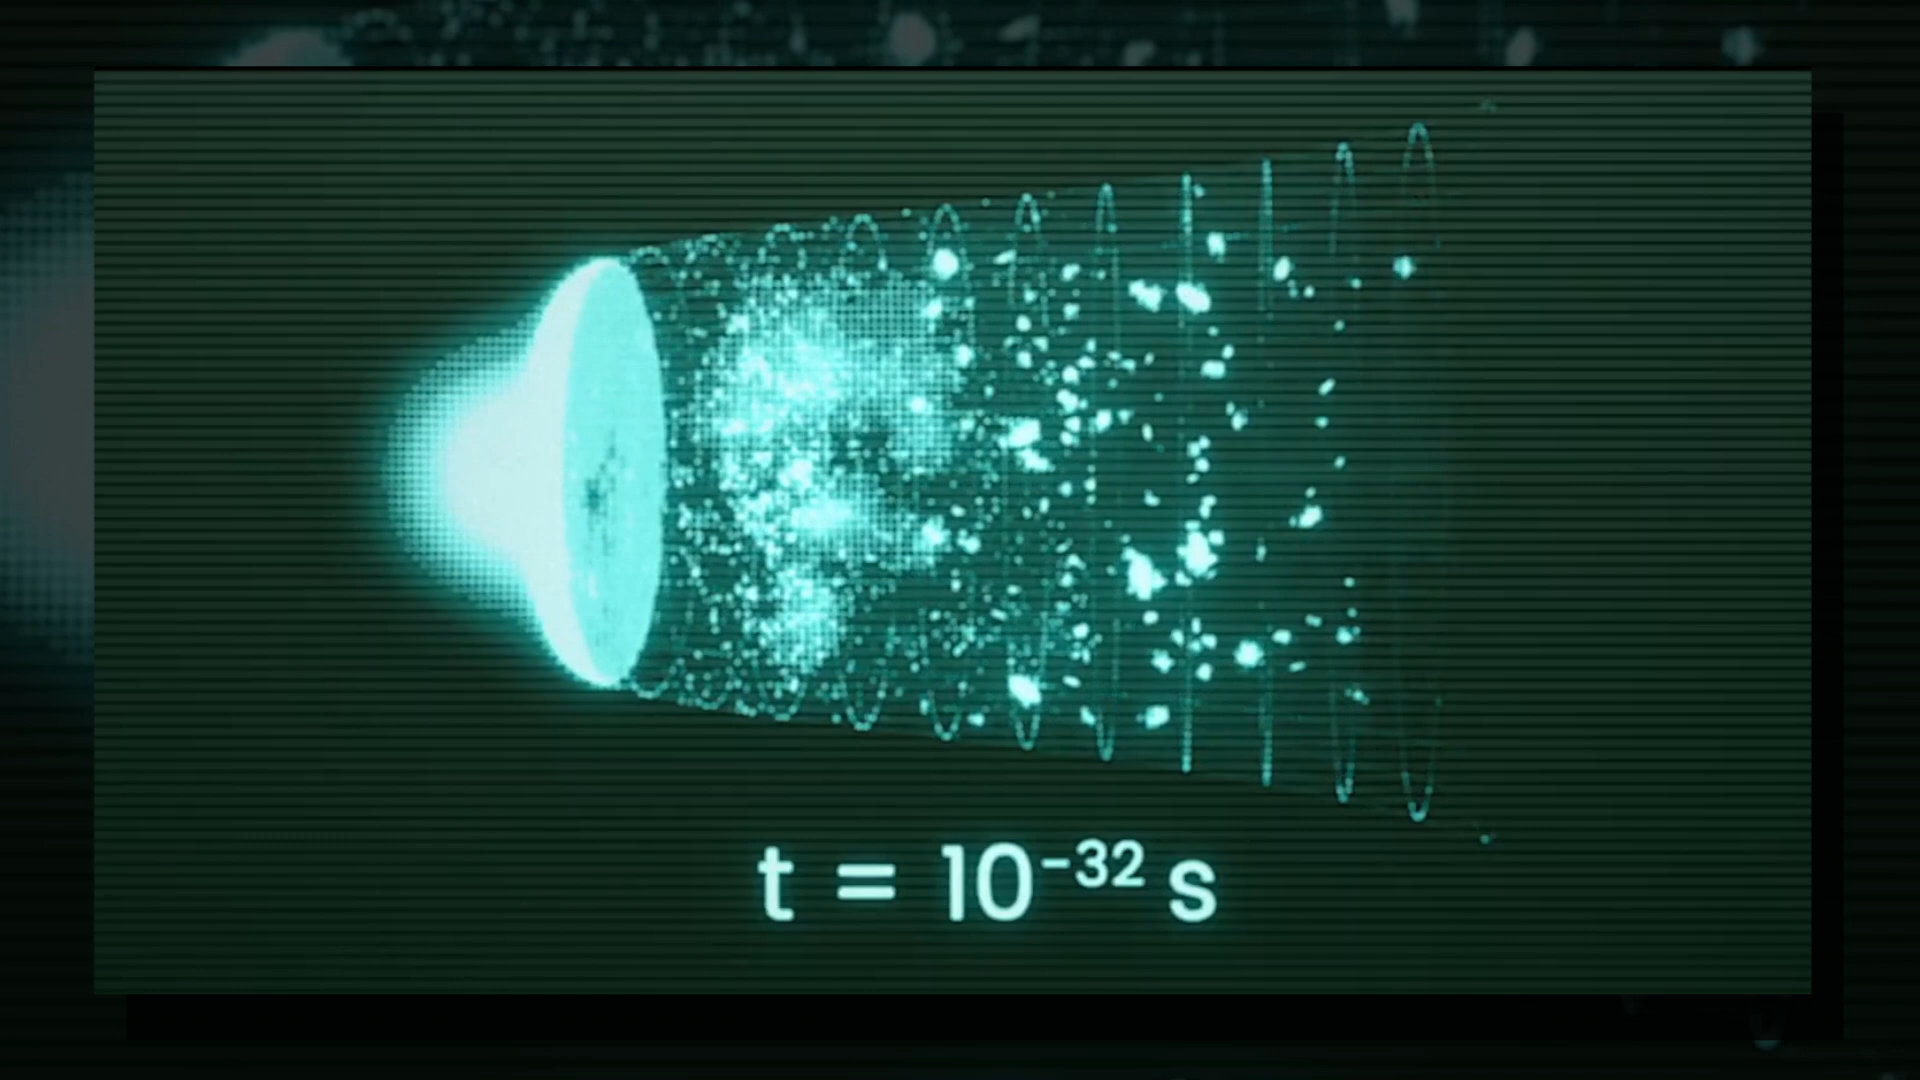 t = 10⁻³² s